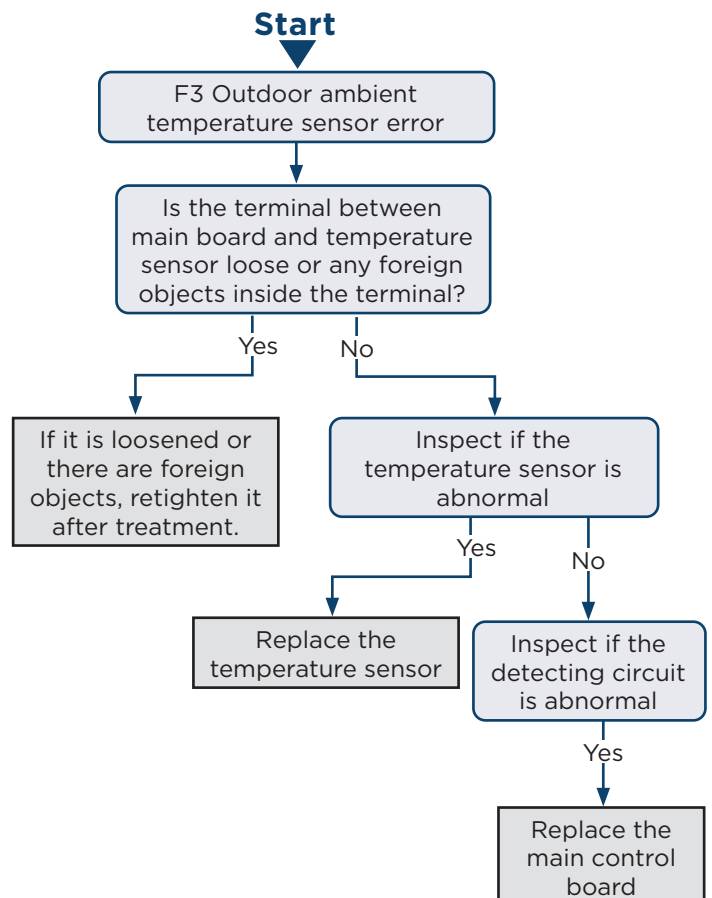 Start
F3 Outdoor ambient
temperature sensor error
Is the terminal between
main board and temperature
sensor loose or any foreign
objects inside the terminal?
Yes
No
If it is loosened or
there are foreign
objects, retighten it
after treatment.
Inspect if the
temperature sensor is
abnormal
Yes
No
Replace the
temperature sensor
Inspect if the
detecting circuit
is abnormal
Yes
Replace the
main control
board